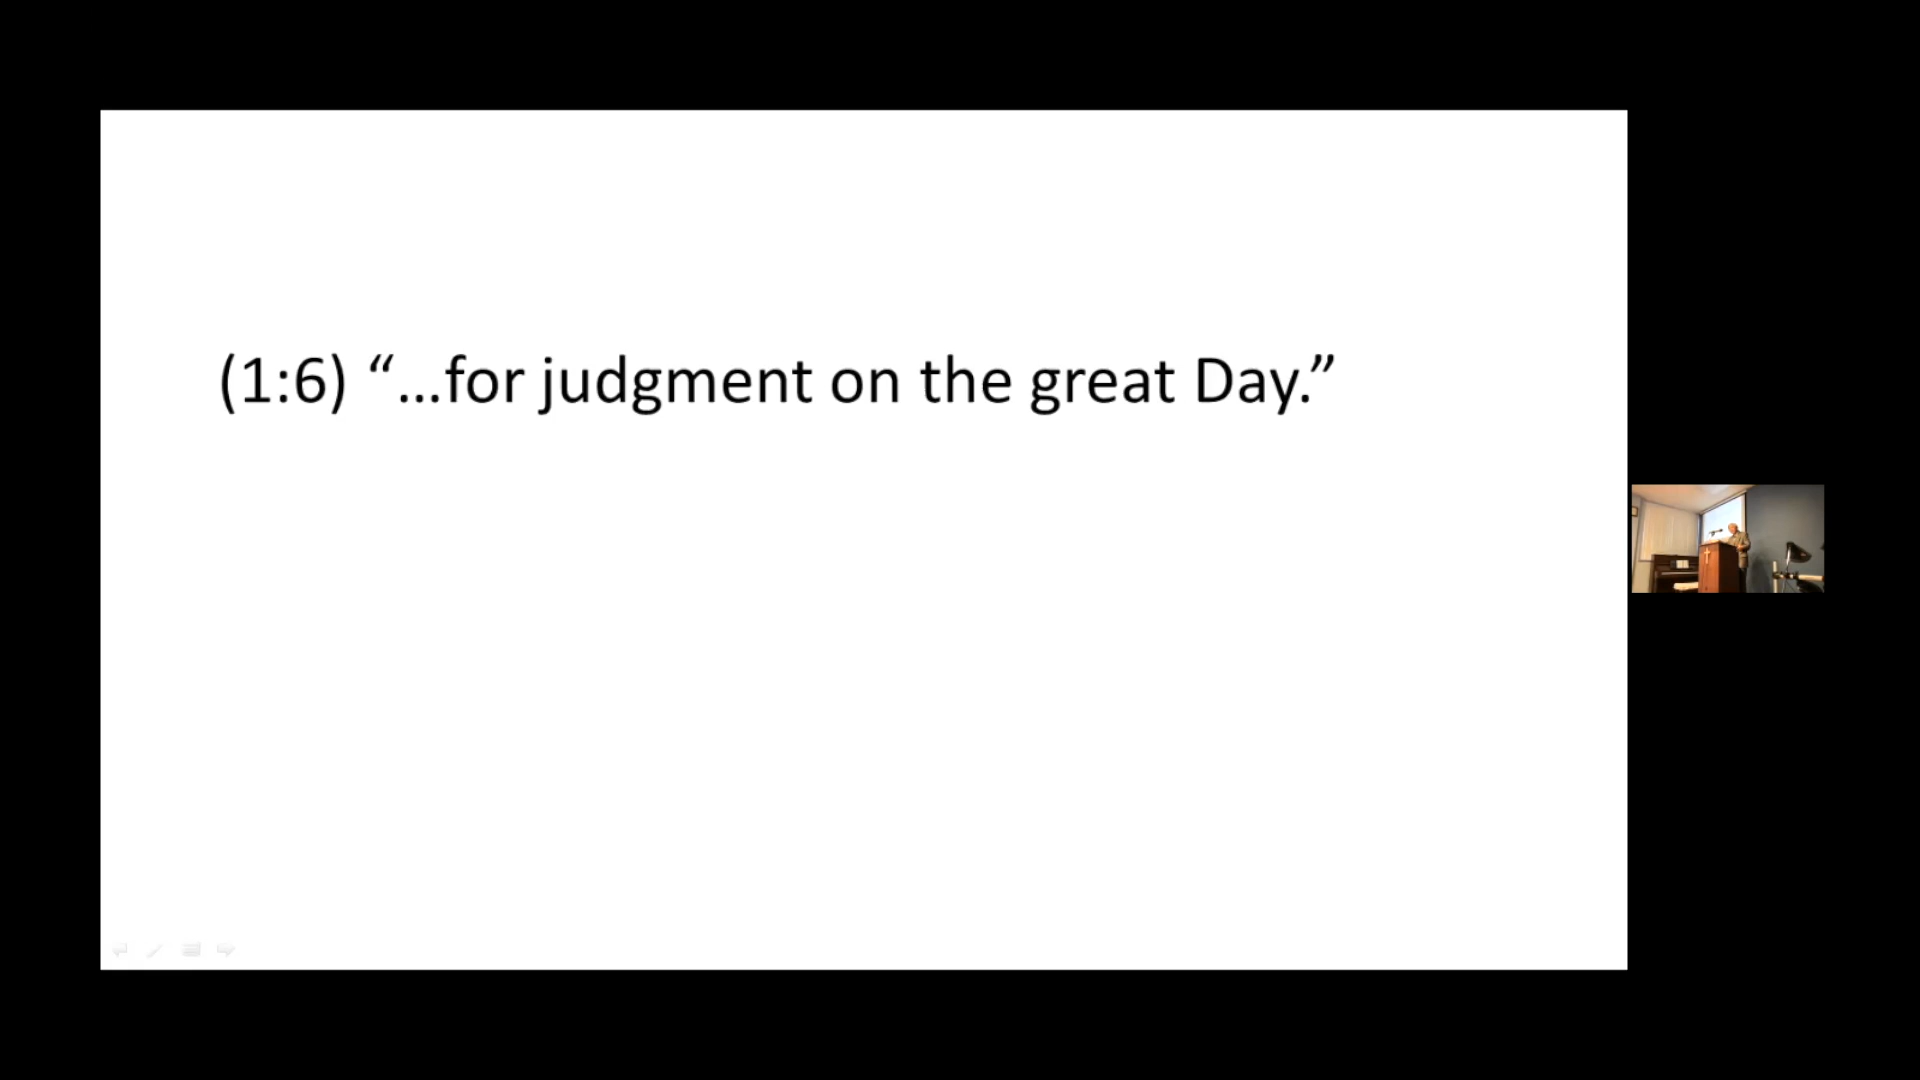 (1:6) “...for judgment on the great Day.”